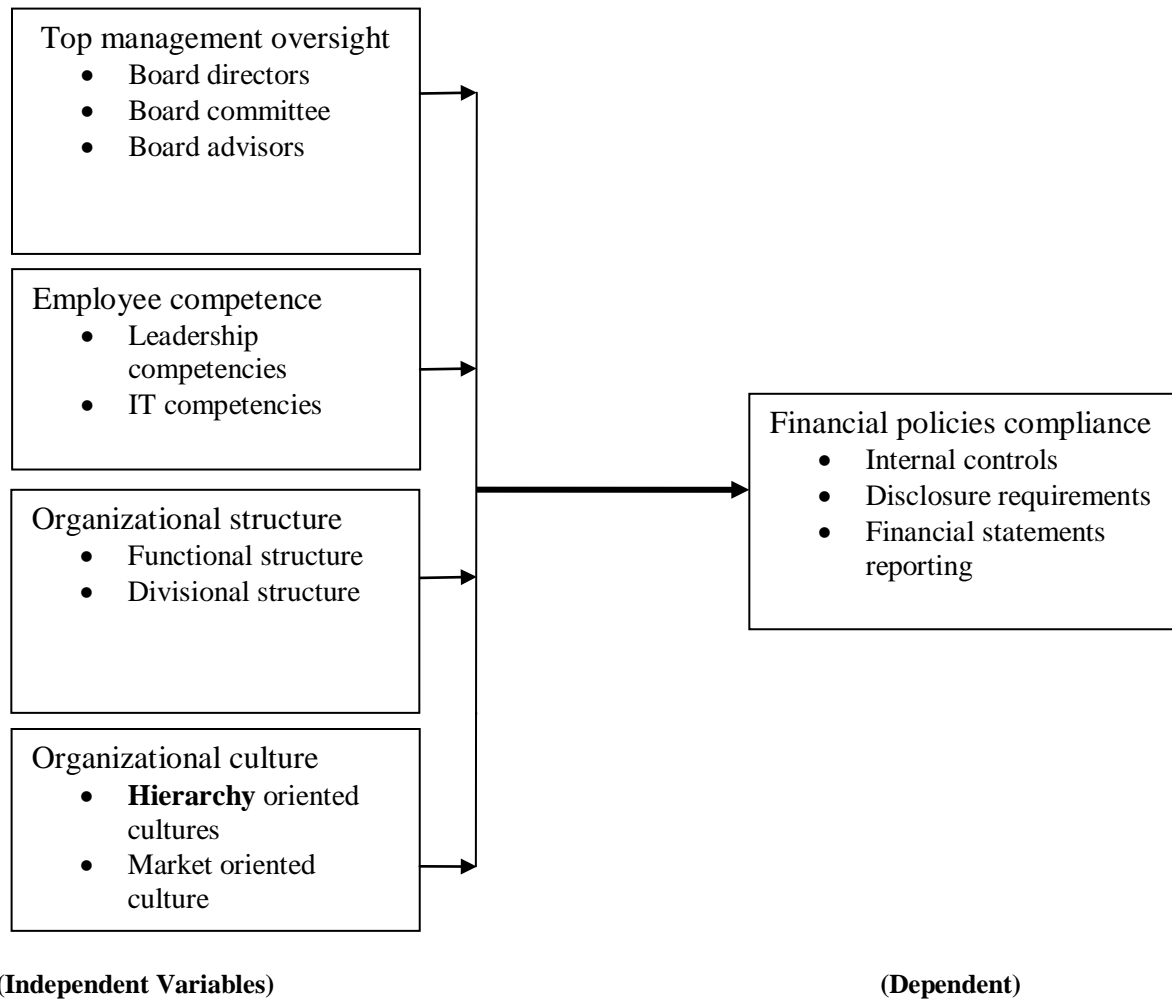 Top management oversight
• Board directors
• Board committee
• Board advisors
Employee competence
• Leadership
competencies
• IT competencies
Organizational structure
• Functional structure
• Divisional structure
Organizational culture
• Hierarchy oriented
cultures
• Market oriented
culture
Financial policies compliance
• Internal controls
• Disclosure requirements
• Financial statements
reporting
(Independent Variables)
(Dependent)